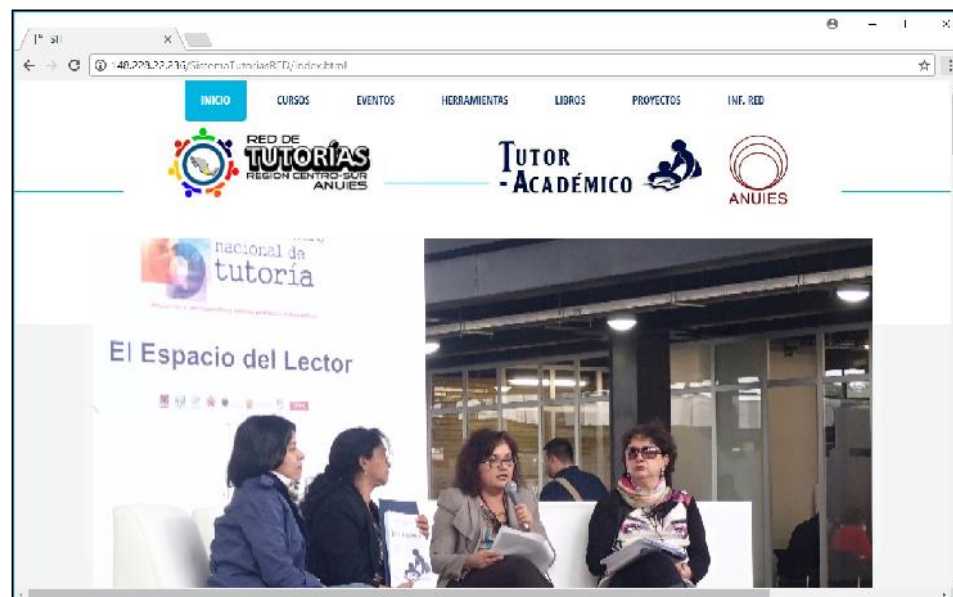 INICIO CURSOS EVENTOS HERRAMIENTAS LIBROS PROYECTOS INF. RED
RED DE
TUTORÍAS
REGIÓN CENTRO-SUR
ANUIES
TUTOR
- ACADÉMICO
ANUIES
nacional de
tutoría
El Espacio del Lector